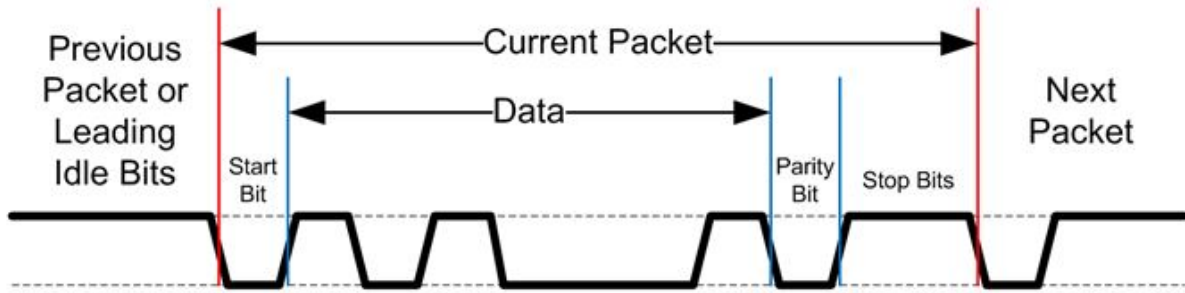 Previous
Packet or
Leading
Idle Bits
Current Packet
Data
Start
Bit
Parity
Bit
Stop Bits
Next
Packet